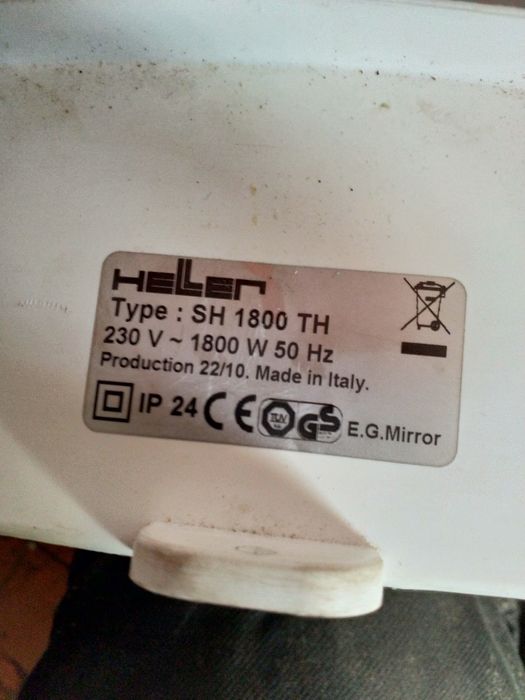 HELLER
Type : SH 1800 TH
230 V ~ 1800 W 50 Hz
Production 22/10. Made in Italy.
IP 24 CE TÜV GS E.G.Mirror